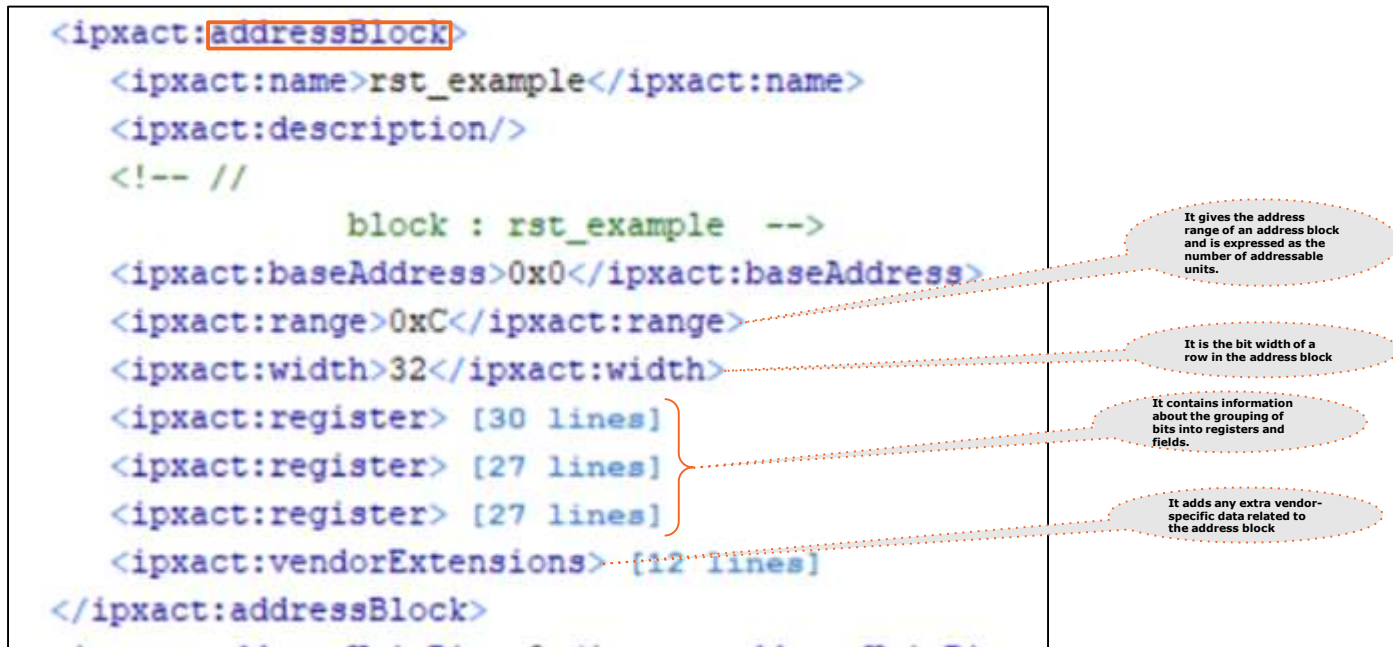 <ipxact:addressBlock>
<ipxact:name>rst_example</ipxact:name>
<ipxact:description/>
<!-- //
block : rst_example -->
<ipxact:baseAddress>0x0</ipxact:baseAddress>
<ipxact:range>0xC</ipxact:range>
<ipxact:width>32</ipxact:width>
<ipxact:register> [30 lines]
<ipxact:register> [27 lines]
<ipxact:register> [27 lines]
<ipxact:vendorExtensions> [12 lines]
</ipxact:addressBlock>
It gives the address
range of an address block
and is expressed as the
number of addressable
units.
It is the bit width of a
row in the address block
It contains information
about the grouping of
bits into registers and
fields.
It adds any extra vendor-
specific data related to
the address block